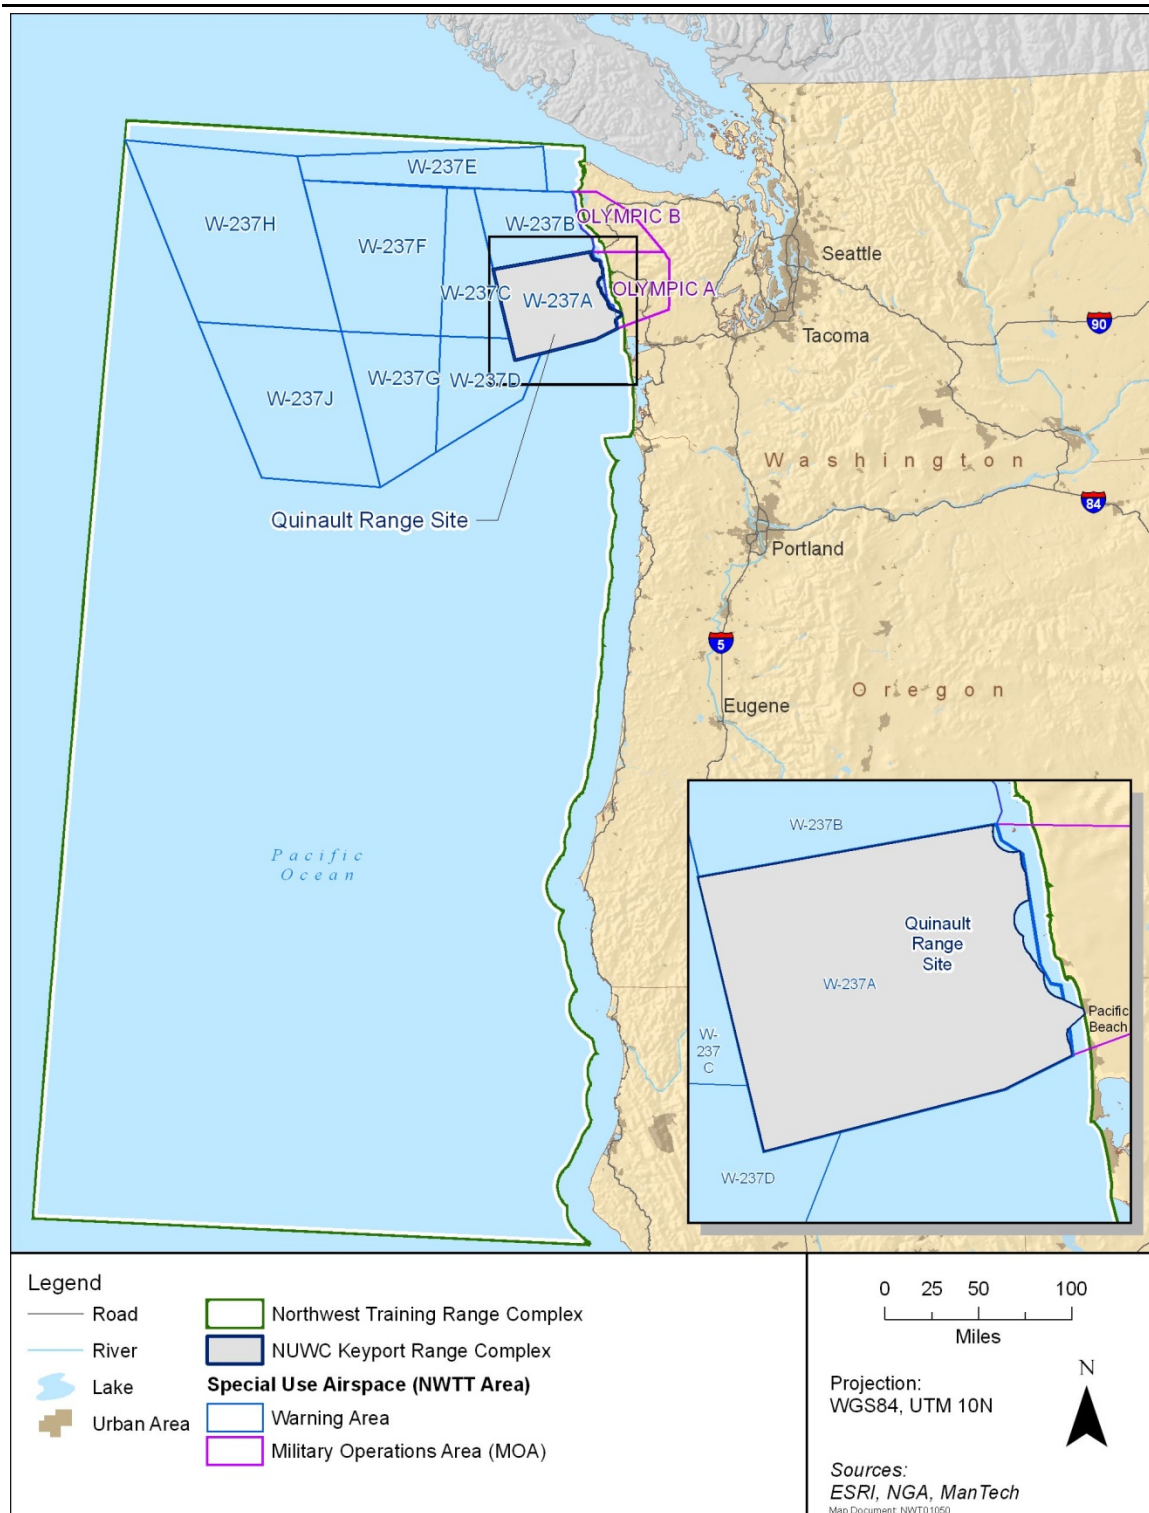 W-237E
W-237H
W-237F
W-237B
OLYMPIC B
W-237C
W-237A
OLYMPIC A
W-237J
W-237G
W-237D
Quinault Range Site
Seattle
Tacoma
90
Washington
84
Portland
5
Oregon
Eugene
Pacific
Ocean
W-237B
Quinault
Range
Site
W-237A
W-
237
C
Pacific
Beach
W-237D
Legend
Road
River
Lake
Urban Area
Northwest Training Range Complex
NUWC Keyport Range Complex
Special Use Airspace (NWTT Area)
Warning Area
Military Operations Area (MOA)
0 25 50 100
Miles
N
Projection:
WGS84, UTM 10N
Sources:
ESRI, NGA, ManTech
Map Document: NWT01050